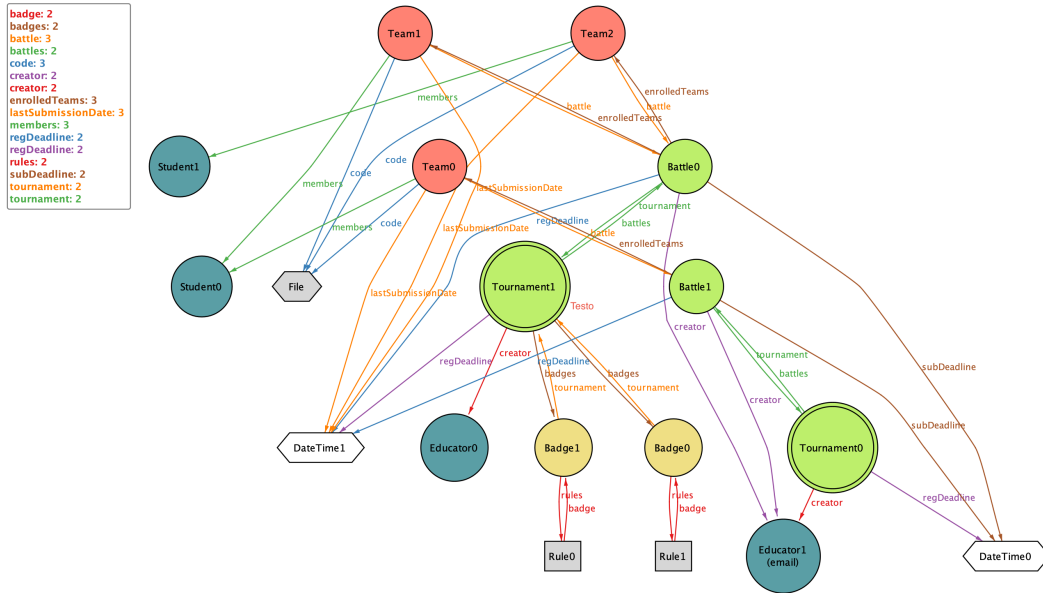 badge: 2
badges: 2
battle: 3
battles: 2
code: 3
creator: 2
creator: 2
enrolledTeams: 3
lastSubmissionDate: 3
members: 3
regDeadline: 2
regDeadline: 2
rules: 2
subDeadline: 2
tournament: 2
tournament: 2
Team1
Team2
enrolledTeams
members
battle
battle
enrolledTeams
Student1
code
Team0
Battle0
code
members
lastSubmissionDate
tournament
members
code
lastSubmissionDate
regDeadline
battles
battle
enrolledTeams
Student0
File
lastSubmissionDate
Tournament1
Testo
Battle1
creator
creator
regDeadline
regDeadline
badges
badges
tournament
tournament
tournament
battles
subDeadline
creator
subDeadline
DateTime1
Educator0
Badge1
Badge0
Tournament0
rules
badge
rules
badge
creator
regDeadline
Rule0
Rule1
Educator1
(email)
DateTime0